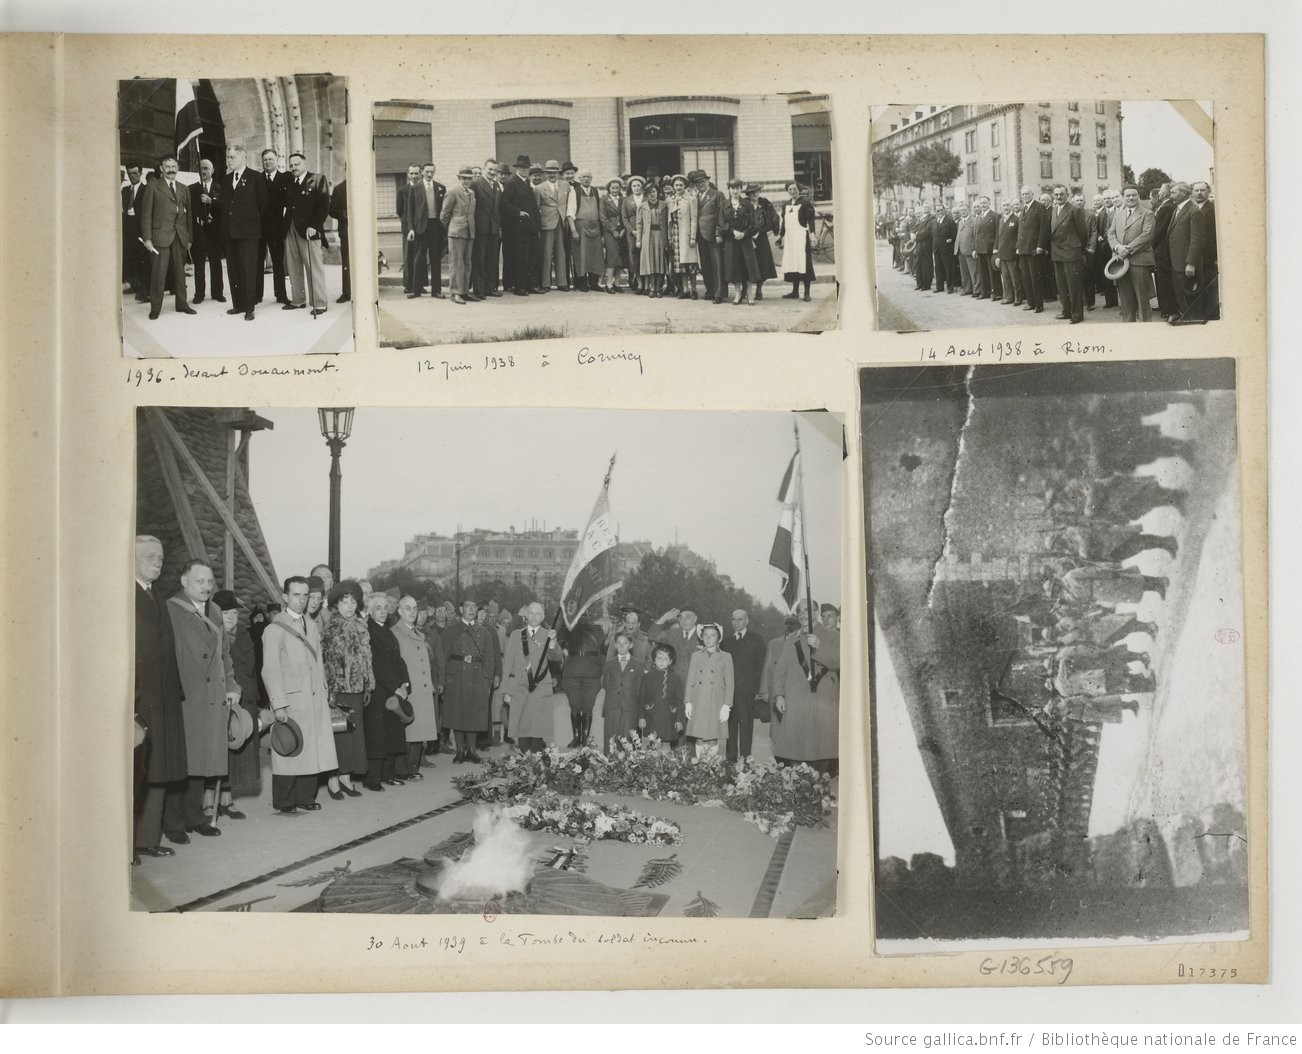 1936 - devant Douaumont.
12 Juin 1938 à Cormicy
14 Aout 1938 à Riom.
30 Aout 1939 à la Tombe du soldat inconnu.
G136559
D17375
Source gallica.bnf.fr / Bibliothèque nationale de France